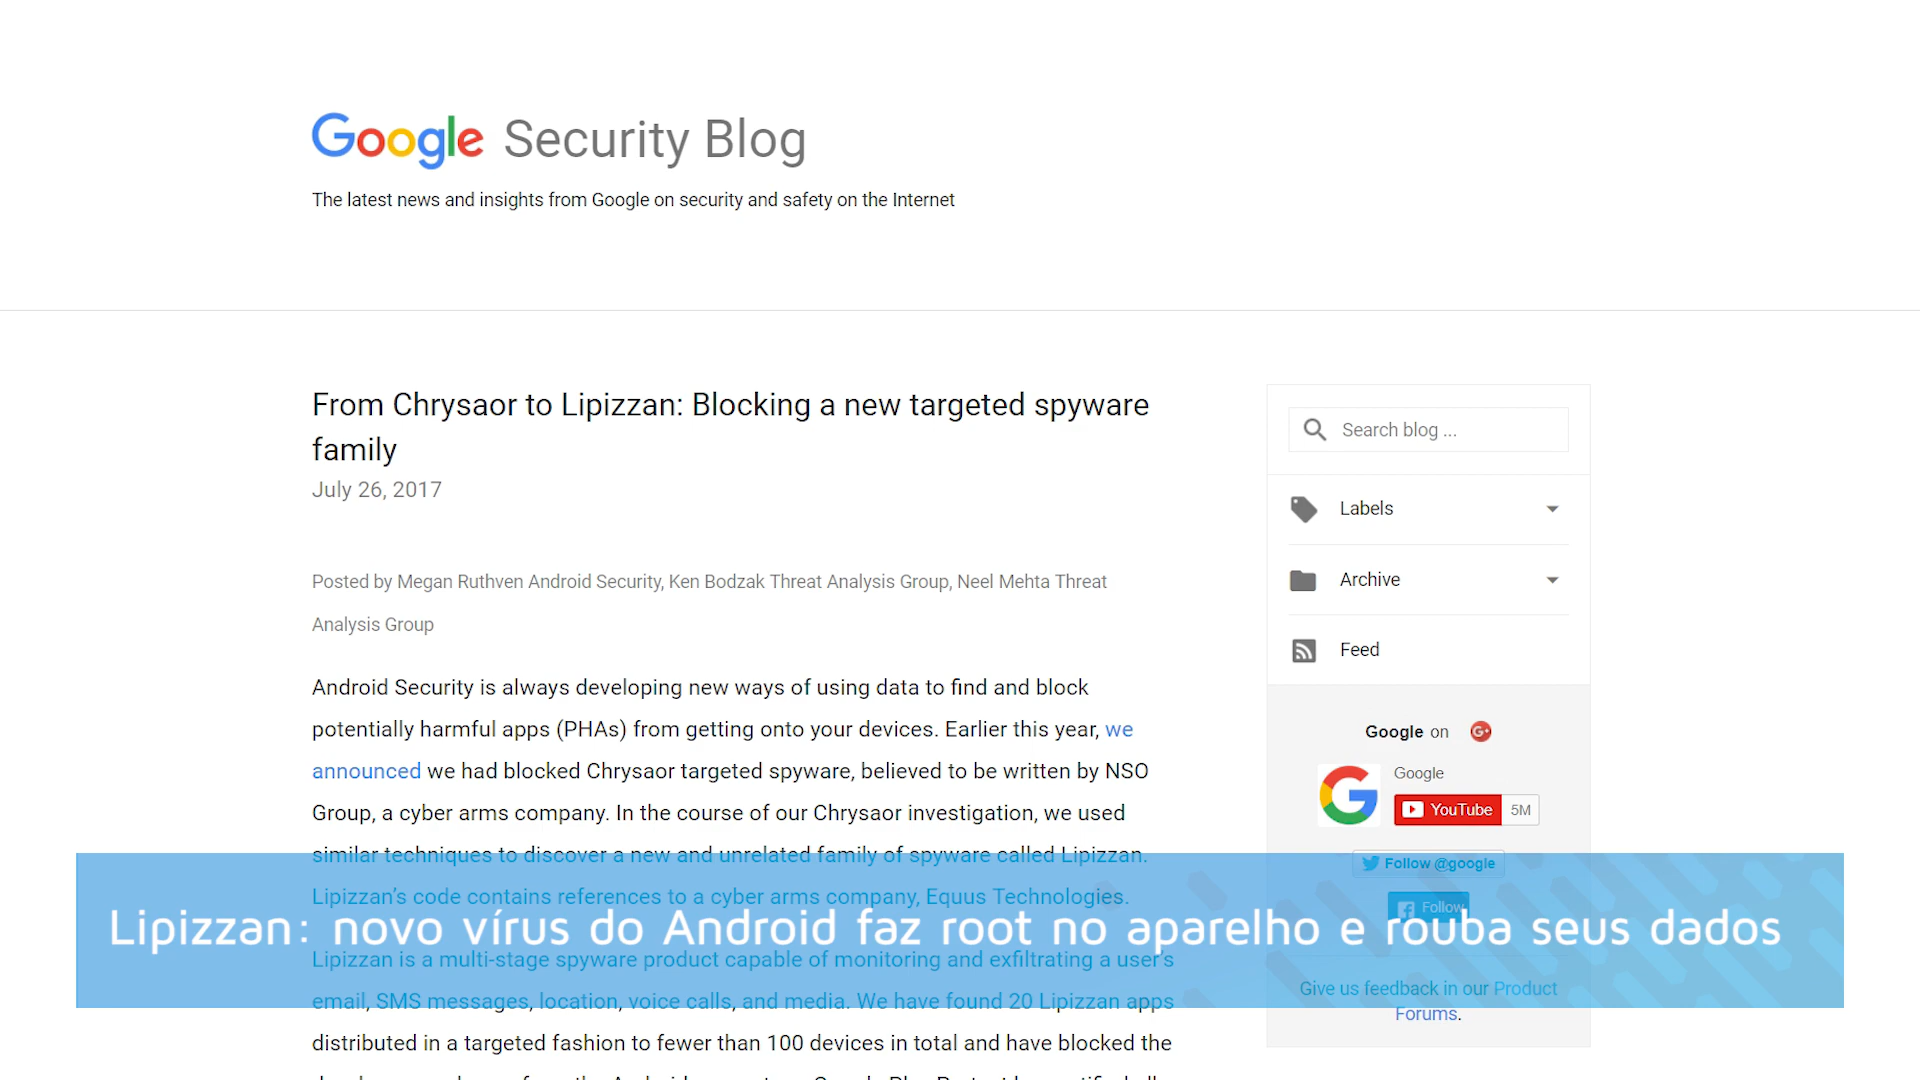 Google Security Blog
The latest news and insights from Google on security and safety on the Internet
From Chrysaor to Lipizzan: Blocking a new targeted spyware
family
July 26, 2017
Posted by Megan Ruthven Android Security, Ken Bodzak Threat Analysis Group, Neel Mehta Threat
Analysis Group
Android Security is always developing new ways of using data to find and block
potentially harmful apps (PHAs) from getting onto your devices. Earlier this year, we
announced we had blocked Chrysaor targeted spyware, believed to be written by NSO
Group, a cyber arms company. In the course of our Chrysaor investigation, we used
similar techniques to discover a new and unrelated family of spyware called Lipizzan.
Lipizzan's code contains references to a cyber arms company, Equus Technologies.
Lipizzan is a multi-stage spyware product capable of monitoring and exfiltrating a user's
email, SMS messages, location, voice calls, and media. We have found 20 Lipizzan apps
distributed in a targeted fashion to fewer than 100 devices in total and have blocked the
Search blog ...
Labels
Archive
Feed
Google on G+
Google
YouTube 5M
Follow @google
Follow
Give us feedback in our Product
Forums.
Lipizzan: novo vírus do Android faz root no aparelho e rouba seus dados